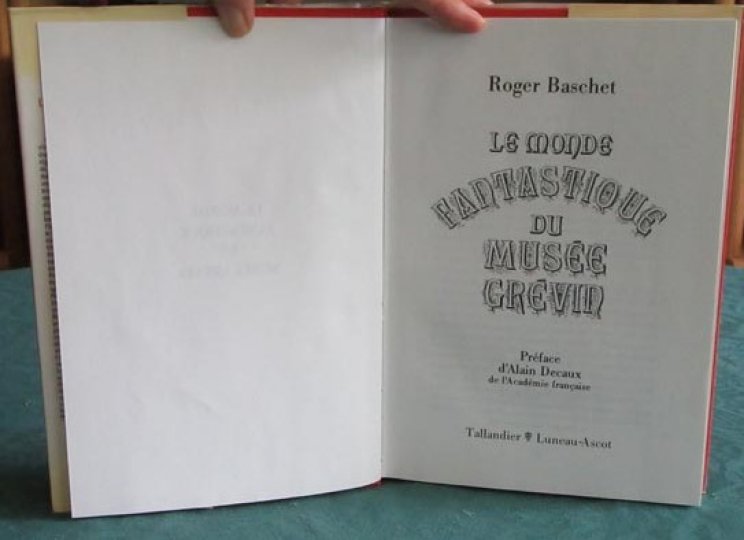 Roger Baschet
LE MONDE
FANTASTIQUE
DU
MUSÉE
GRÉVIN
Préface
d'Alain Decaux
de l'Académie française
Tallandier Luneau-Ascot